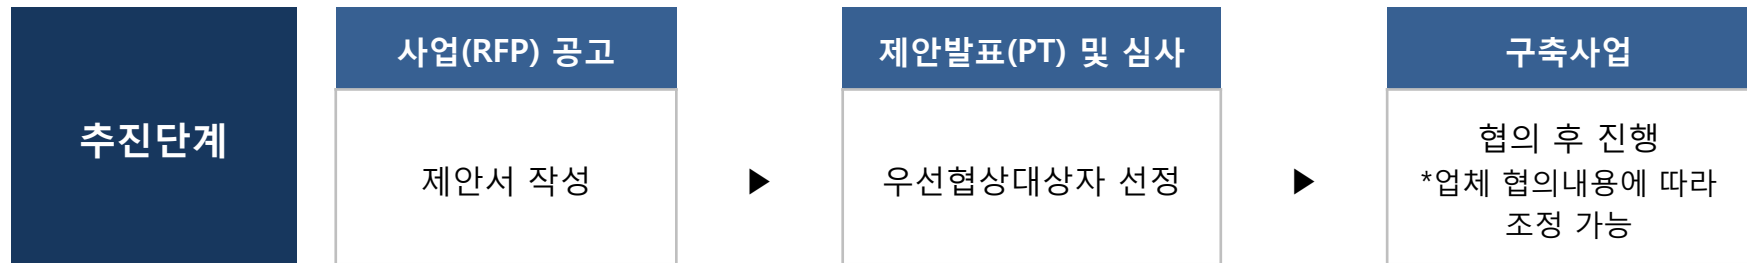 추진단계
사업(RFP) 공고
제안서 작성
▶
제안발표(PT) 및 심사
우선협상대상자 선정
▶
구축사업
협의 후 진행
*업체 협의내용에 따라
조정 가능